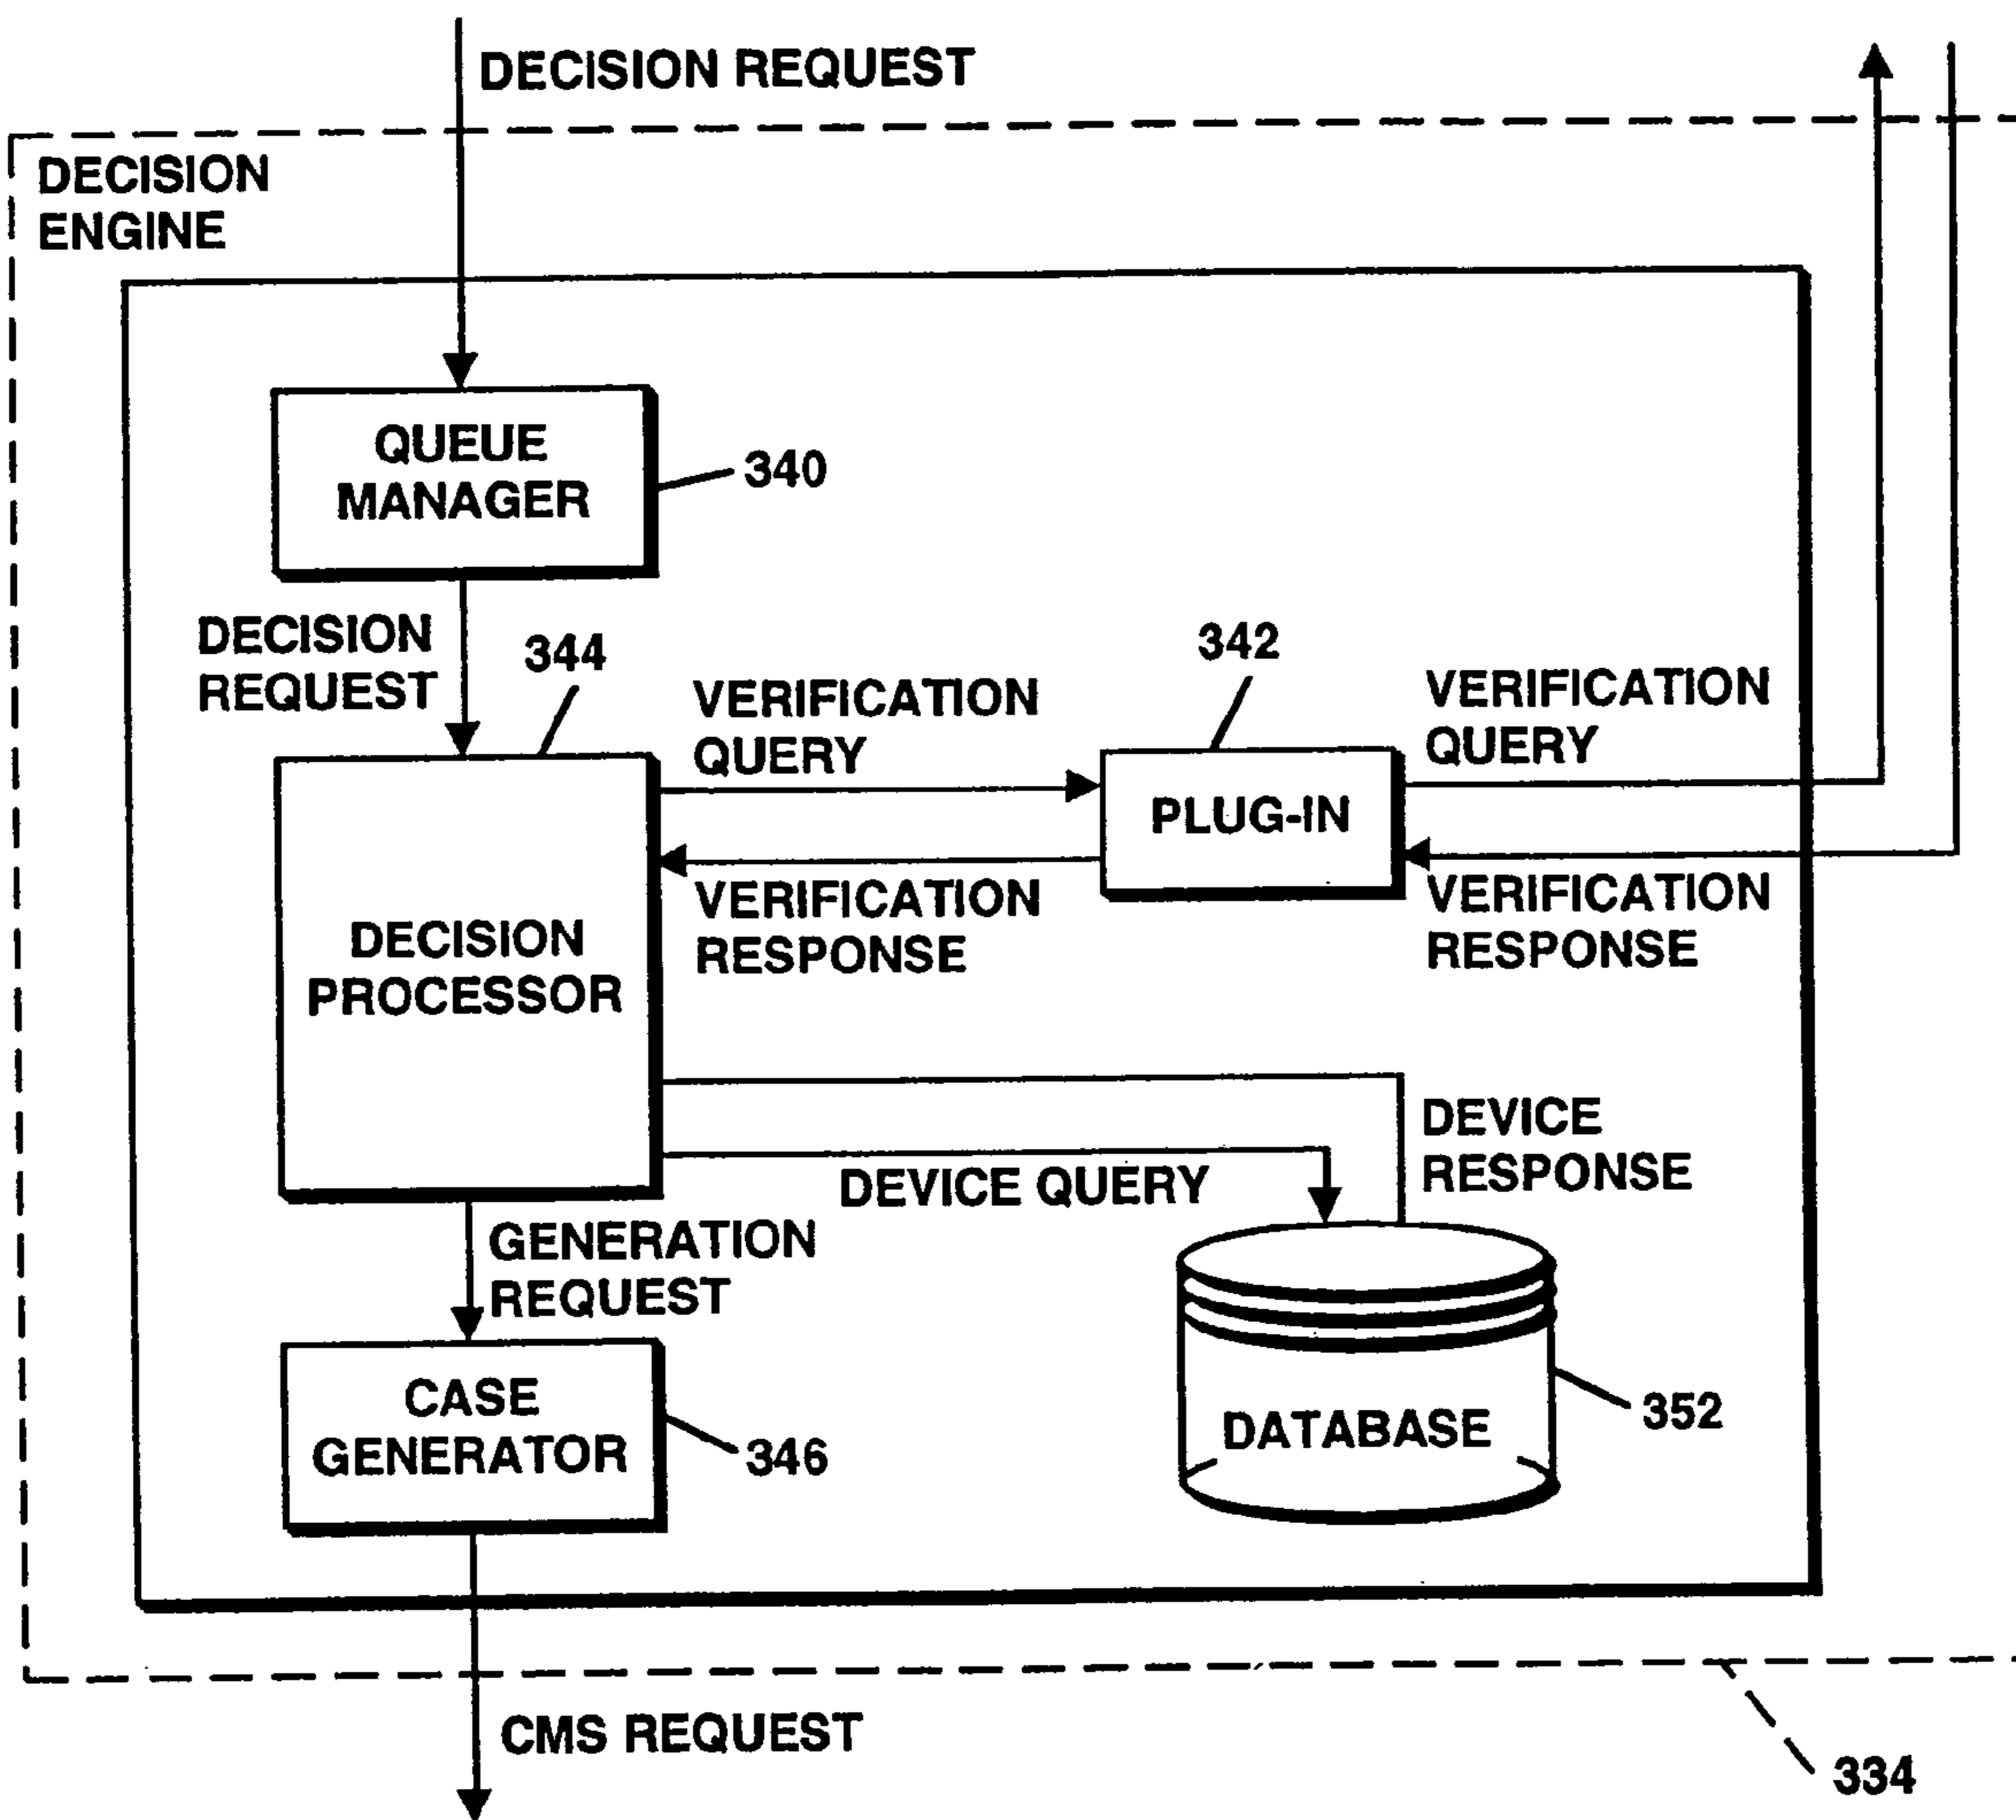 DECISION REQUEST
DECISION
ENGINE
QUEUE
MANAGER
340
DECISION
REQUEST
344
VERIFICATION
QUERY
342
VERIFICATION
QUERY
PLUG-IN
VERIFICATION
RESPONSE
VERIFICATION
RESPONSE
DECISION
PROCESSOR
DEVICE
RESPONSE
DEVICE QUERY
GENERATION
REQUEST
CASE
GENERATOR
346
DATABASE
352
CMS REQUEST
334